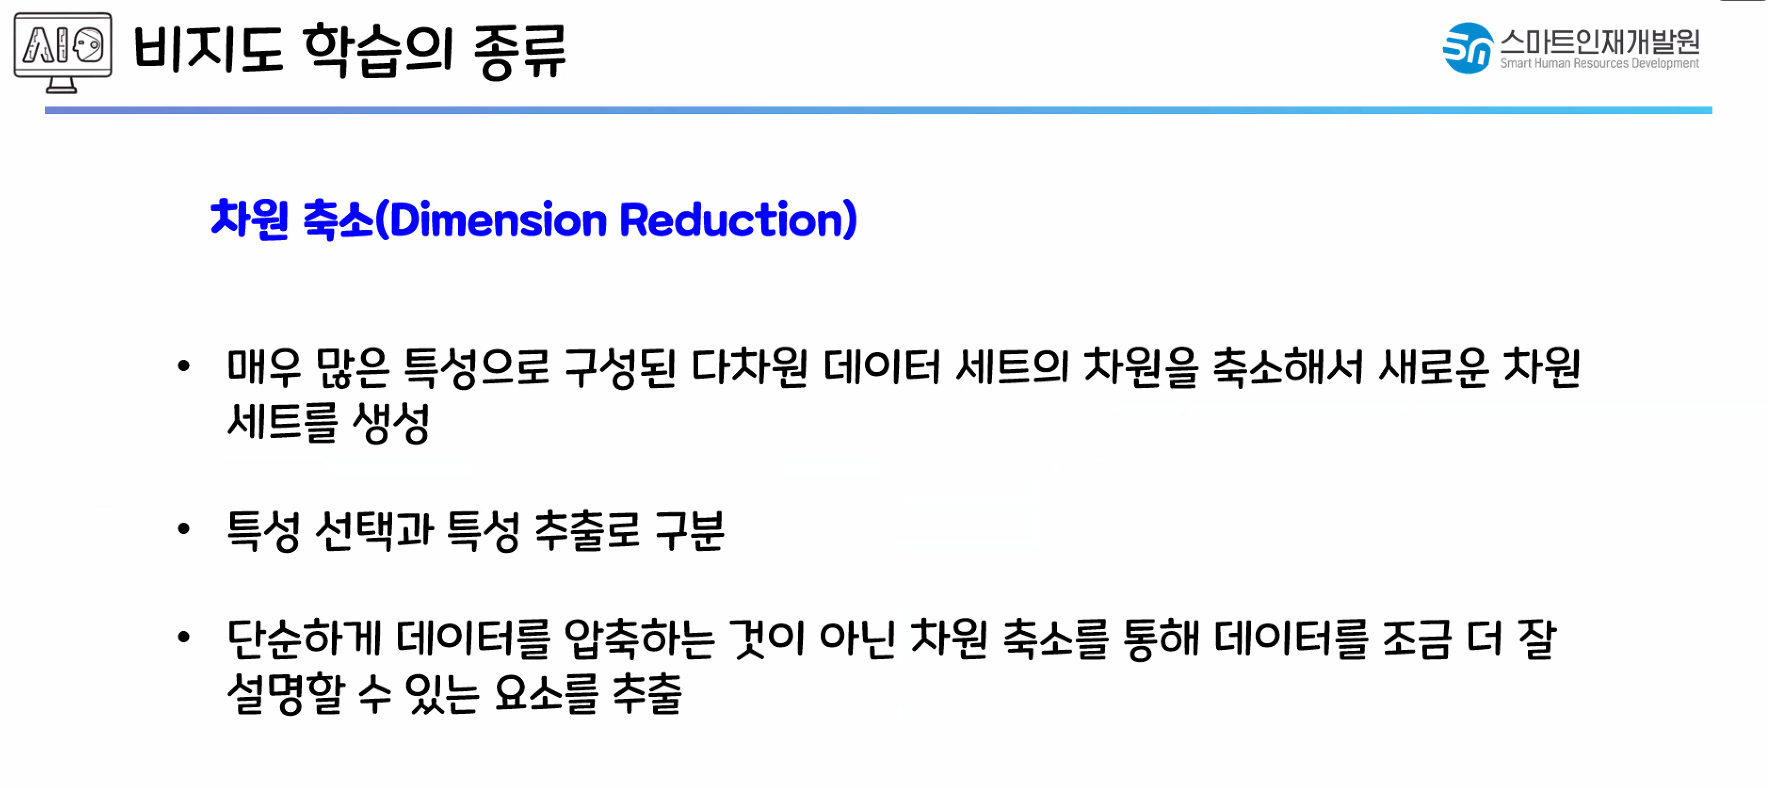 AI
비지도 학습의 종류
스마트인재개발원
Smart Human Resources Development
차원 축소(Dimension Reduction)
• 매우 많은 특성으로 구성된 다차원 데이터 세트의 차원을 축소해서 새로운 차원
세트를 생성
• 특성 선택과 특성 추출로 구분
• 단순하게 데이터를 압축하는 것이 아닌 차원 축소를 통해 데이터를 조금 더 잘
설명할 수 있는 요소를 추출